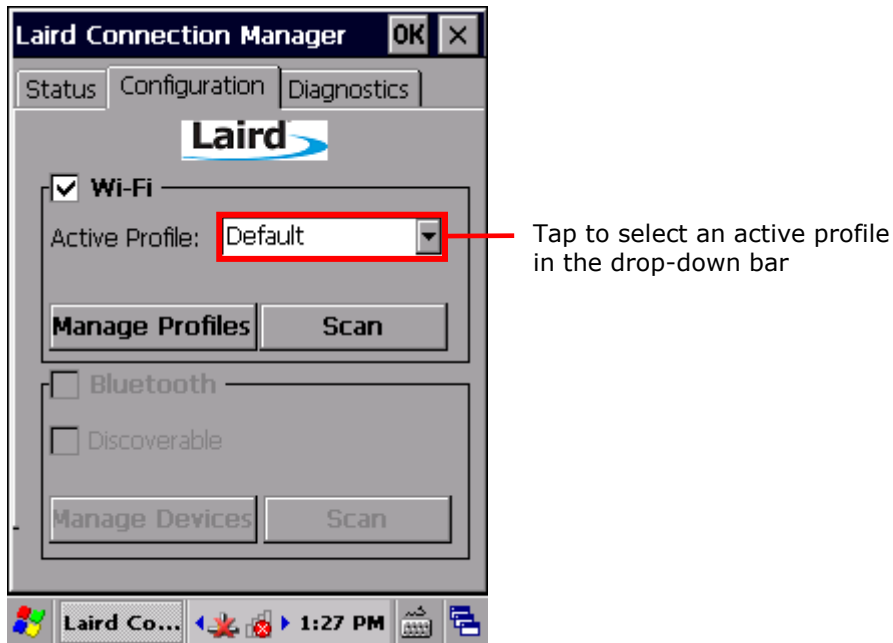 Laird Connection Manager OK ×
Status Configuration Diagnostics
Laird
Wi-Fi
Active Profile: Default
Tap to select an active profile
in the drop-down bar
Manage Profiles Scan
Bluetooth
Discoverable
Manage Devices Scan
Laird Co... 1:27 PM